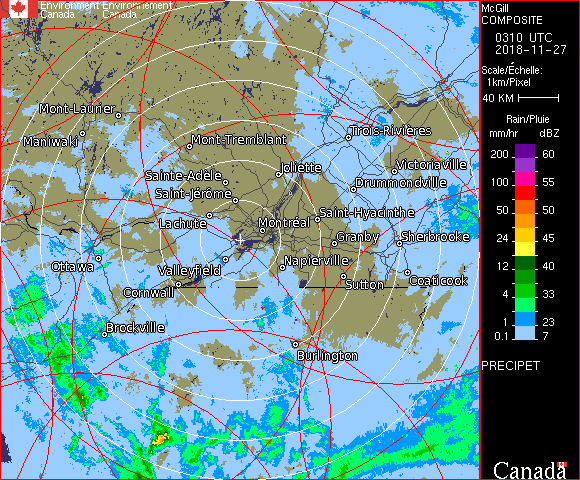 Environment Environnement
Canada Canada
McGill
COMPOSITE
0310 UTC
2018-11-27
Scale/Échelle:
1km/Pixel
40 KM
Rain/Pluie
mm/hr dBZ
200 60
150 57
100 55
50 50
24 45
12 40
4 33
1 23
0.1 7
PRECIPET
Canada
Mont-Laurier
Maniwaki
Trois-Rivières
Mont-Tremblant
Joliette
Victoriaville
Sainte-Adèle
Drummondville
Saint-Jérôme
Saint-Hyacinthe
Lachute
Montréal
Granby
Sherbrooke
Ottawa
Valleyfield
Napierville
Coaticook
Cornwall
Sutton
Brockville
Burlington